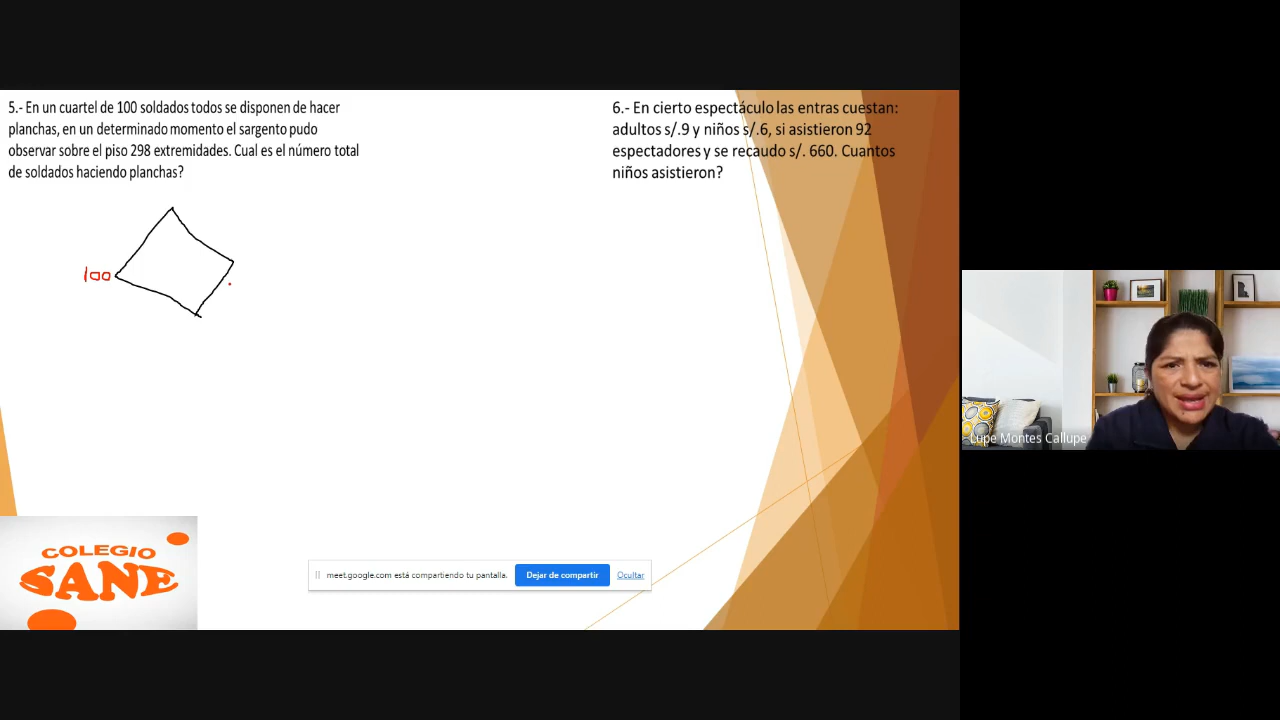 5.- En un cuartel de 100 soldados todos se disponen de hacer
planchas, en un determinado momento el sargento pudo
observar sobre el piso 298 extremidades. Cual es el número total
de soldados haciendo planchas?
6.- En cierto espectáculo las entras cuestan:
adultos s/.9 y niños s/.6, si asistieron 92
espectadores y se recaudo s/. 660. Cuantos
niños asistieron?
100
Lupe Montes Callupe
COLEGIO
SANE
meet.google.com está compartiendo tu pantalla.
Dejar de compartir
Ocultar